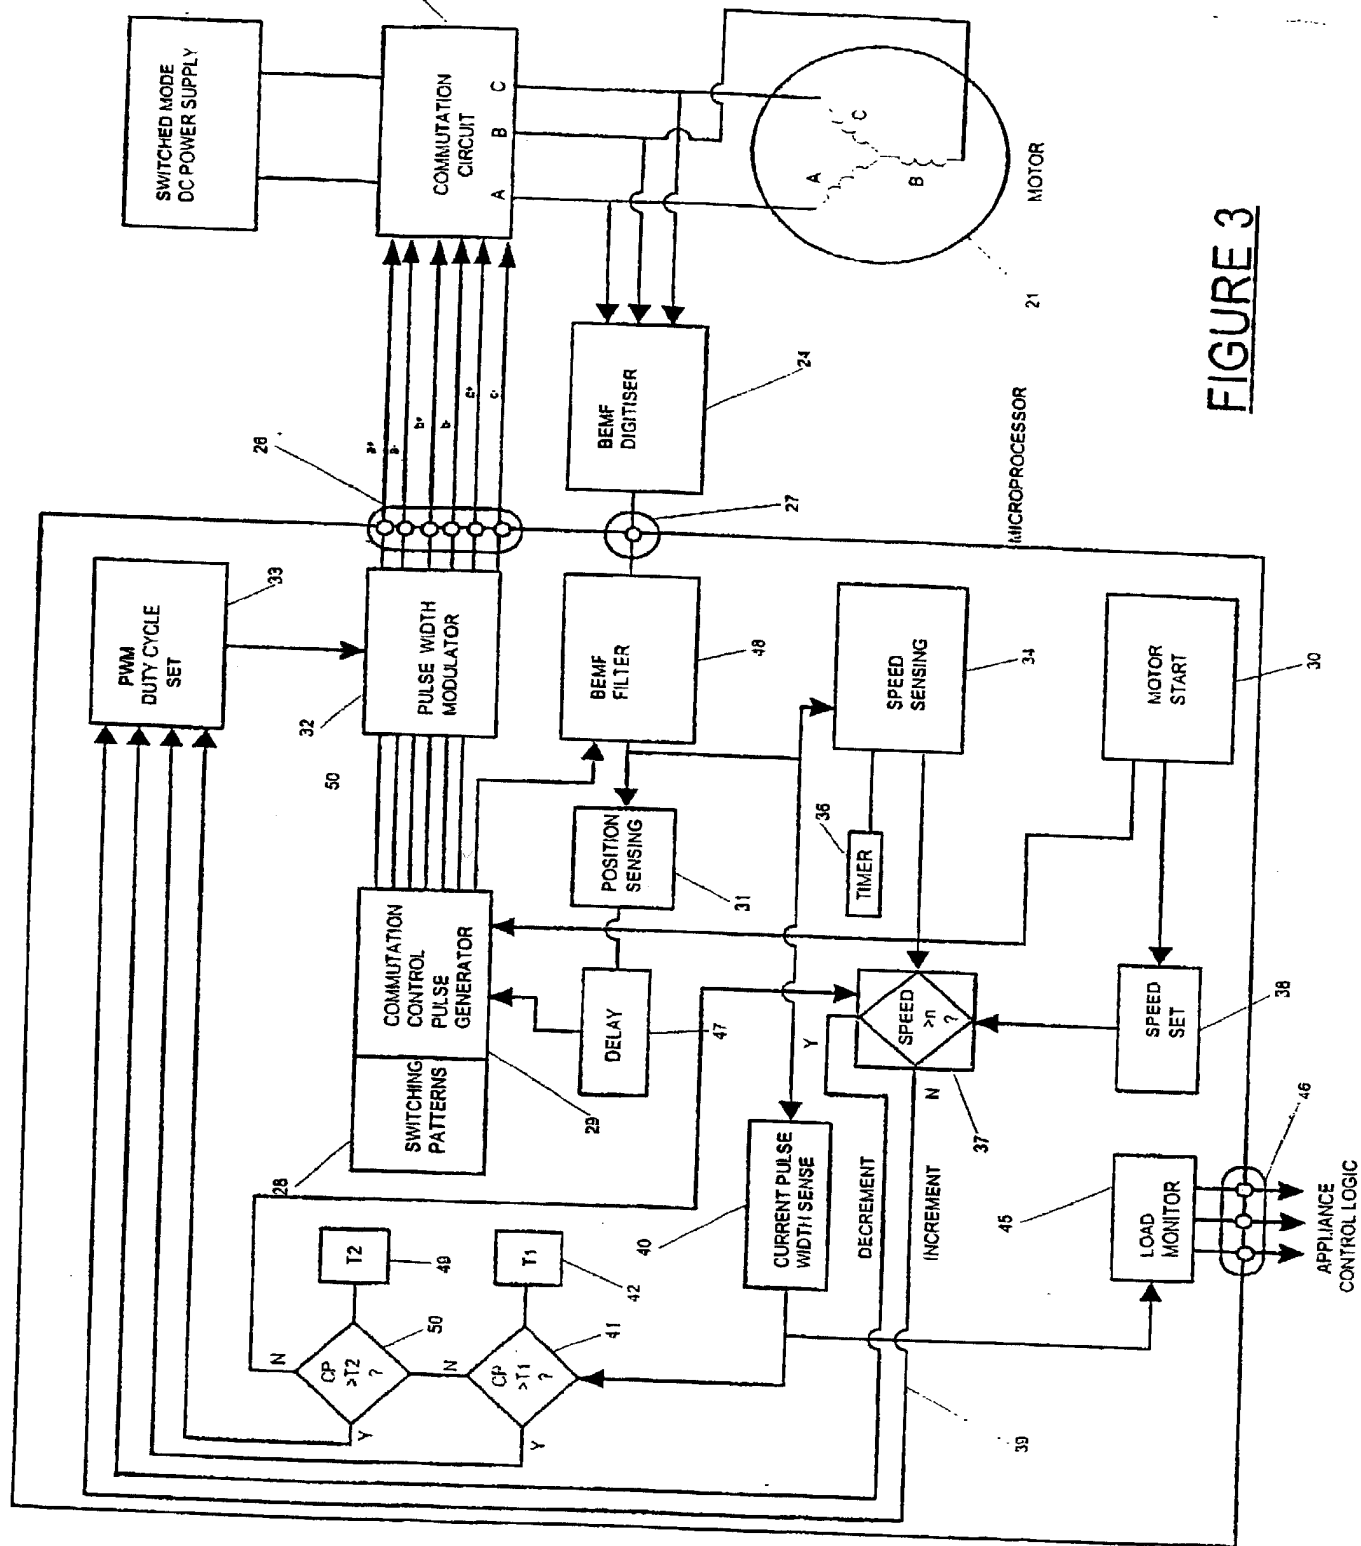 SWITCHED MODE
DC POWER SUPPLY
COMMUTATION
CIRCUIT
A
B
C
A
B
C
MOTOR
21
26
a+
a-
b+
b-
c+
c-
BEMF
DIGITISER
24
27
MICROPROCESSOR
PWM
DUTY CYCLE
SET
33
PULSE WIDTH
MODULATOR
32
50
BEMF
FILTER
48
SPEED
SENSING
34
MOTOR
START
30
POSITION
SENSING
31
TIMER
36
COMMUTATION
CONTROL
PULSE
GENERATOR
29
SWITCHING
PATTERNS
28
DELAY
47
SPEED
>n
?
Y
N
37
SPEED
SET
38
CURRENT PULSE
WIDTH SENSE
40
DECREMENT
INCREMENT
39
LOAD
MONITOR
45
46
APPLIANCE
CONTROL LOGIC
T2
49
T1
42
CP
>T2
?
50
N
Y
CP
>T1
?
41
N
Y
FIGURE 3